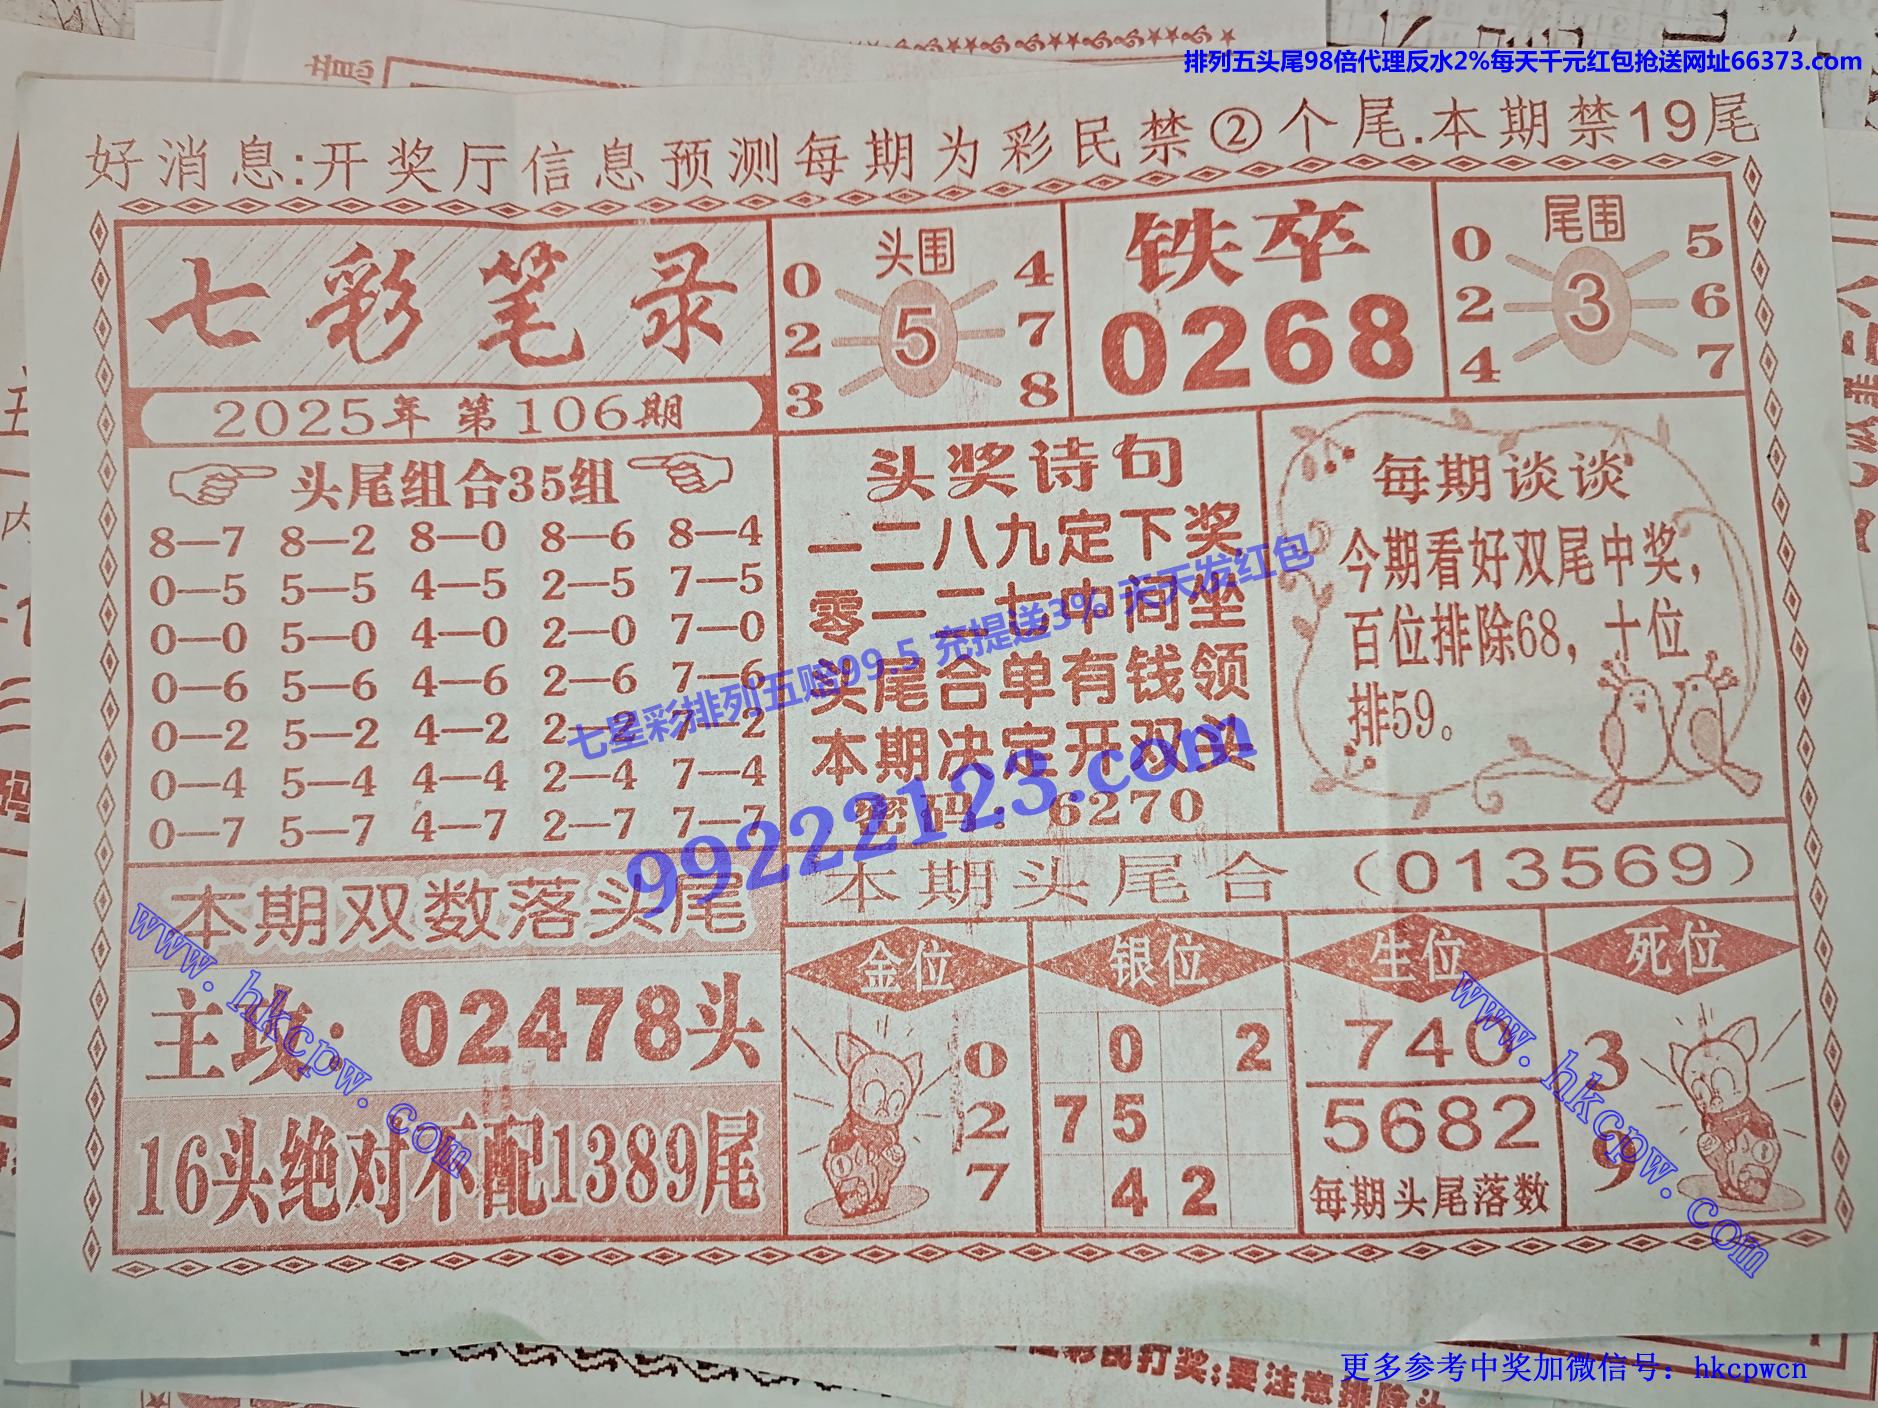 排列五头尾98倍代理反水2%每天千元红包抢送网址66373.com
好消息:开奖厅信息预测每期为彩民禁②个尾.本期禁19尾
七彩笔录
2025年 第106期
头围
0 4
2 5 7
3 8
铁卒
0268
尾围
0 5
2 3 6
4 7
头尾组合35组
8—7 8—2 8—0 8—6 8—4
0—5 5—5 4—5 2—5 7—5
0—0 5—0 4—0 2—0 7—0
0—6 5—6 4—6 2—6 7—6
0—2 5—2 4—2 2—2 7—2
0—4 5—4 4—4 2—4 7—4
0—7 5—7 4—7 2—7 7—7
头奖诗句
一二八九定下奖
零一二七中间坐
头尾合单有钱领
本期决定开双头
密码:6270
每期谈谈
今期看好双尾中奖,
百位排除68，十位
排59。
七星彩排列五赔99.5 充提送3% 天天发红包
99222123.com
本期双数落头尾
主攻: 02478头
16头绝对不配1389尾
本期头尾合（013569）
金位
0
2
7
银位
0 2
7 5
4 2
生位
740
5682
每期头尾落数
死位
3
9
www.hkcpw.com
www.hkcpw.com
彩民打奖;要注意排除头
更多参考中奖加微信号：hkcpwcn